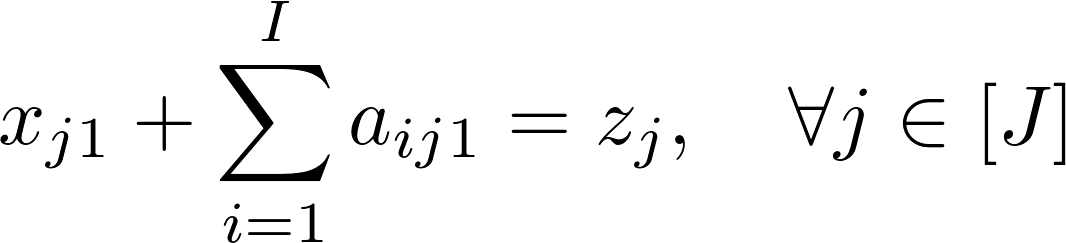 x_{j1} + \sum_{i=1}^{I} a_{ij1} = z_j, \quad \forall j \in [J]